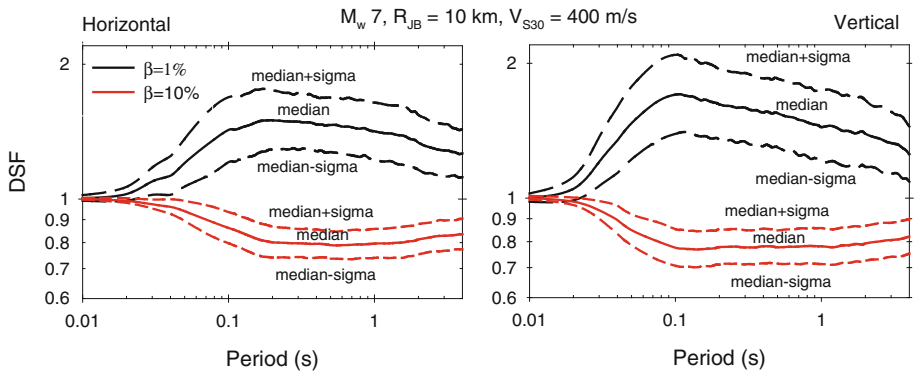 M_w 7, R_JB = 10 km, V_S30 = 400 m/s
Horizontal
Vertical
DSF
2
1
0.9
0.8
0.7
0.6
β=1%
β=10%
median+sigma
median
median-sigma
median+sigma
median
median-sigma
0.01
0.1
1
Period (s)
2
1
0.9
0.8
0.7
0.6
median+sigma
median
median-sigma
median+sigma
median
median-sigma
0.01
0.1
1
Period (s)